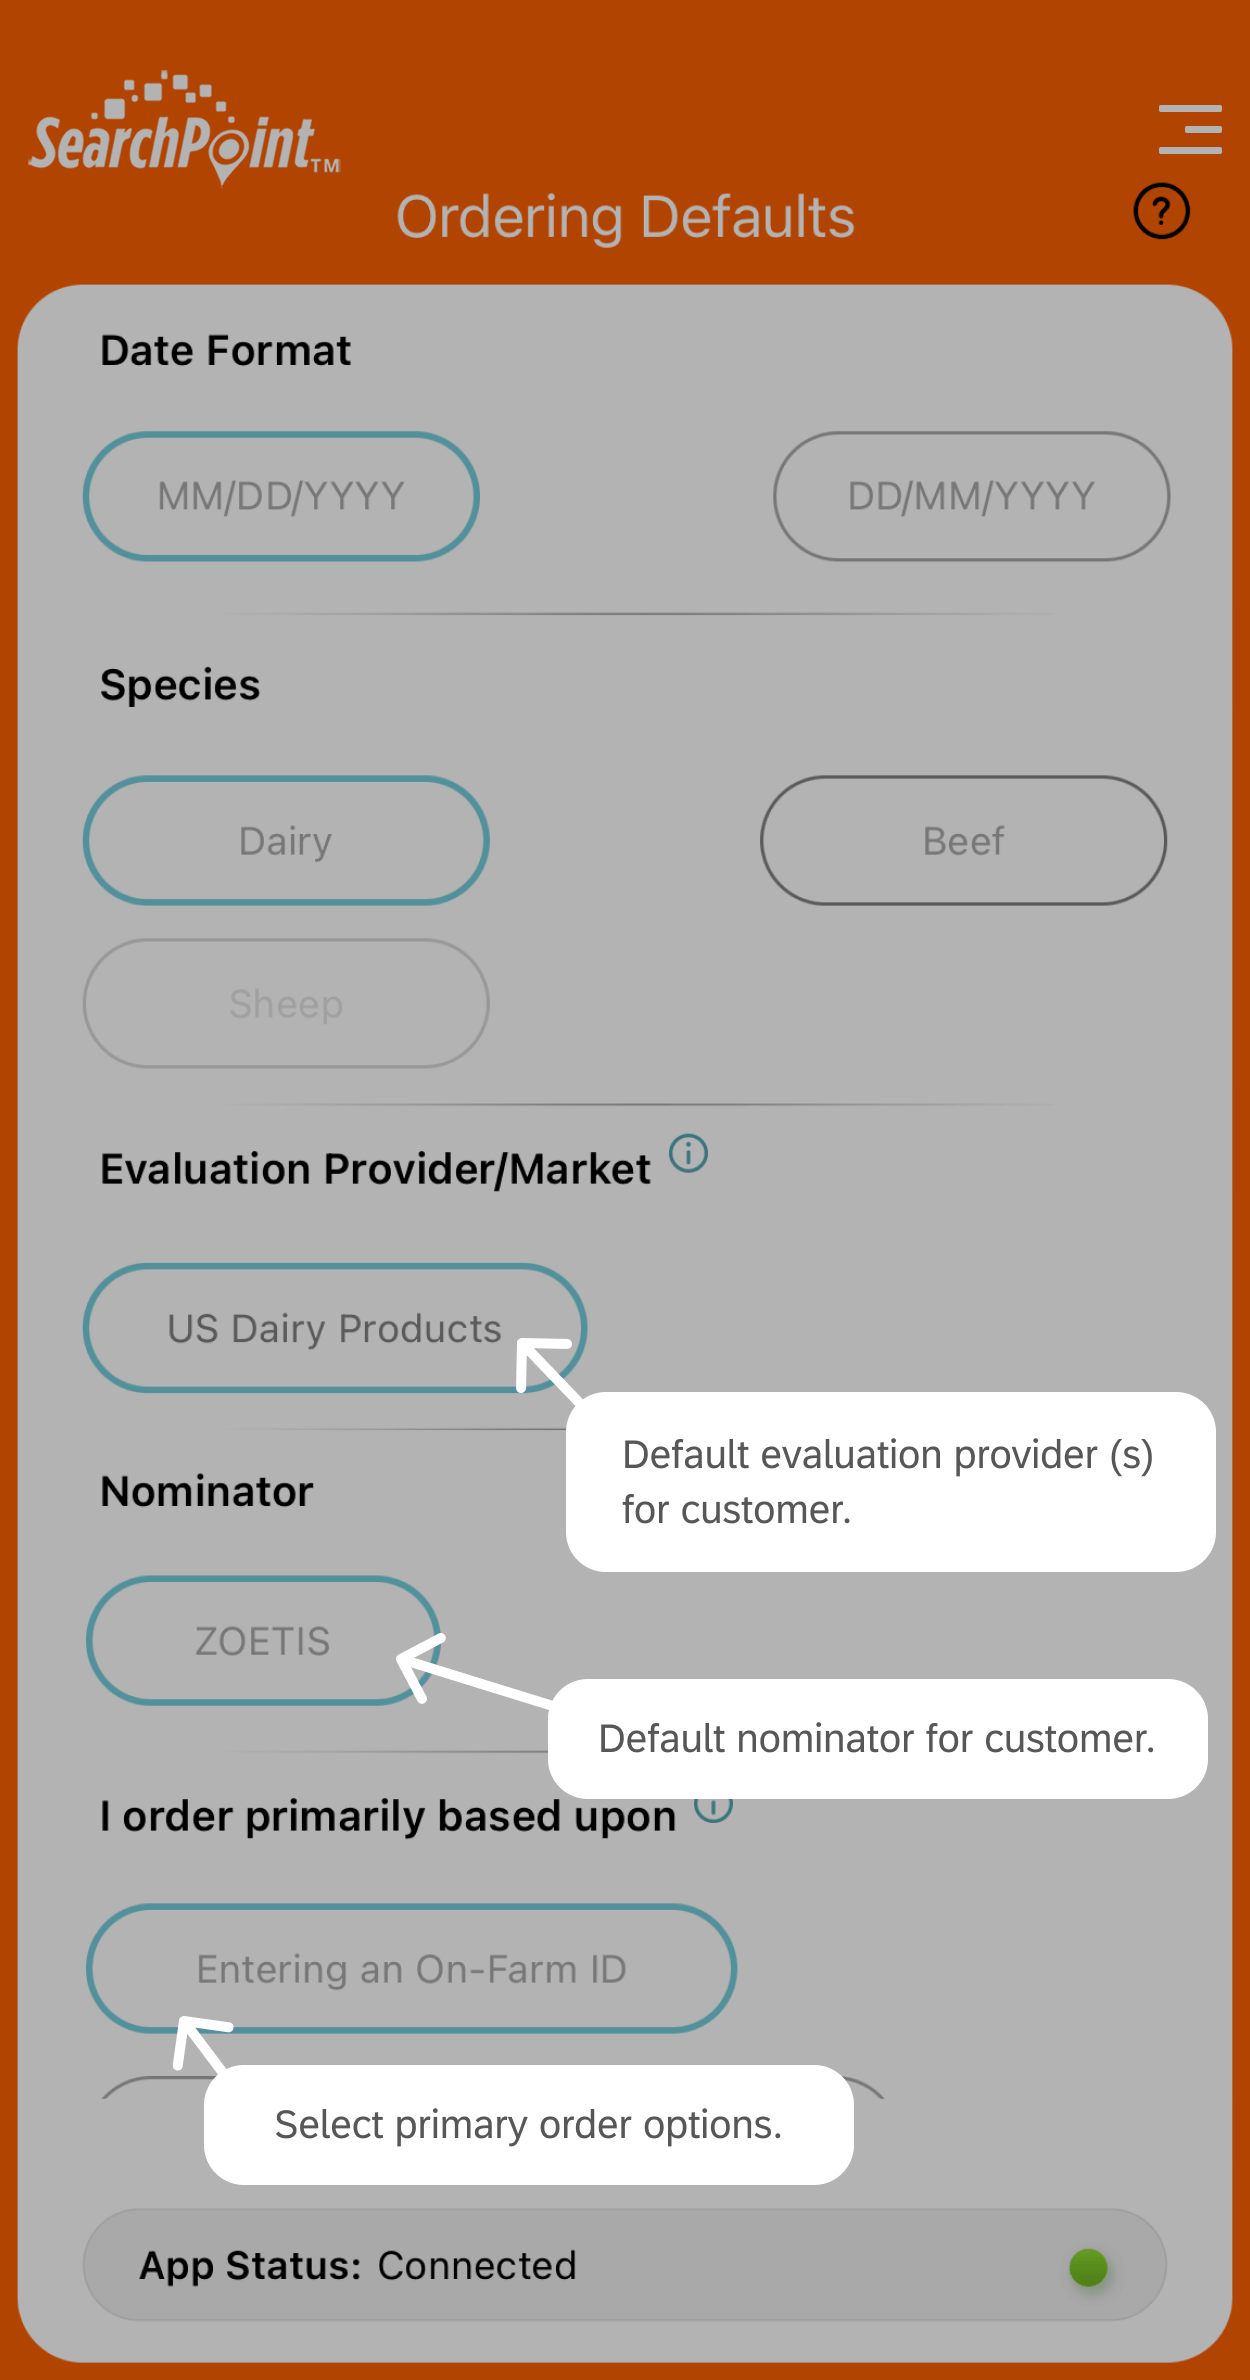 SearchPoint™
Ordering Defaults
?
Date Format
MM/DD/YYYY
DD/MM/YYYY
Species
Dairy
Beef
Sheep
Evaluation Provider/Market
US Dairy Products
Default evaluation provider (s)
for customer.
Nominator
ZOETIS
Default nominator for customer.
I order primarily based upon
Entering an On-Farm ID
Select primary order options.
App Status: Connected